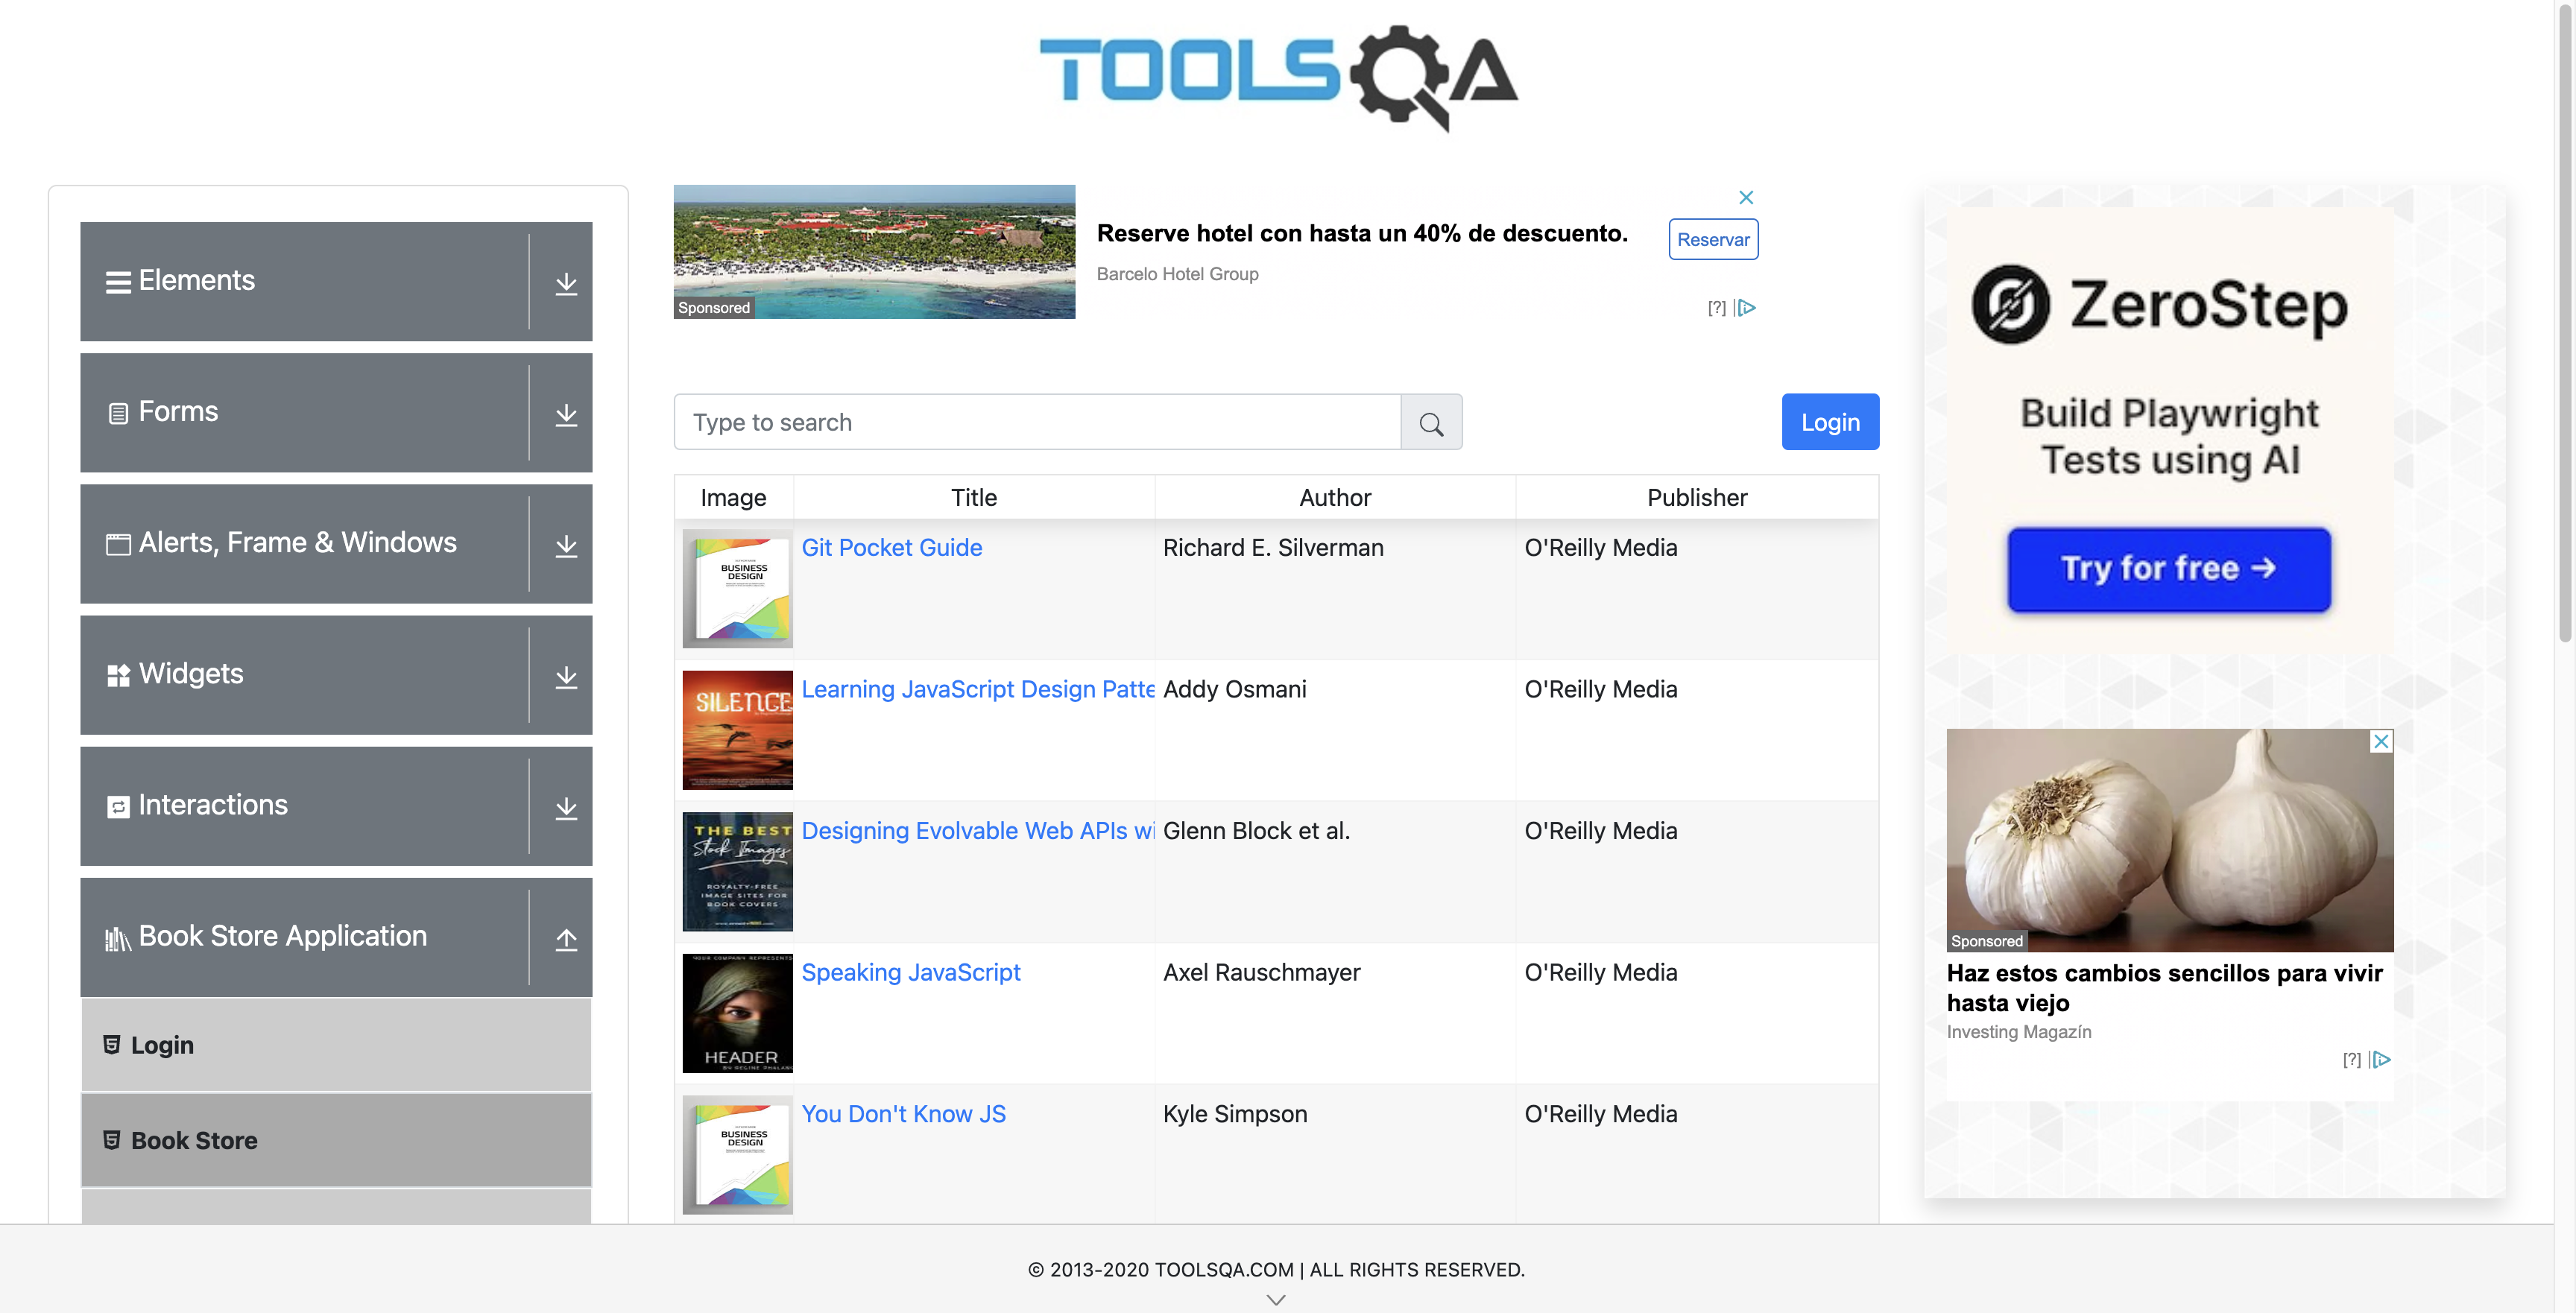 TOOLSQA
Elements
Forms
Alerts, Frame & Windows
Widgets
Interactions
Book Store Application
Login
Book Store
Sponsored
Reserve hotel con hasta un 40% de descuento.
Barcelo Hotel Group
Reservar
[?]
Type to search
Login
Image Title Author Publisher
BUSINESS
DESIGN
Git Pocket Guide Richard E. Silverman O'Reilly Media
SILENCE
Learning JavaScript Design Patte Addy Osmani O'Reilly Media
THE BEST
Stock Images
ROYALTY-FREE
IMAGE SITES FOR
BOOK COVERS
Designing Evolvable Web APIs wi Glenn Block et al. O'Reilly Media
YOUR COMPANY REPRESENTS
HEADER
Speaking JavaScript Axel Rauschmayer O'Reilly Media
BUSINESS
DESIGN
You Don't Know JS Kyle Simpson O'Reilly Media
ZeroStep
Build Playwright
Tests using AI
Try for free →
Sponsored
Haz estos cambios sencillos para vivir
hasta viejo
Investing Magazín
[?]
© 2013-2020 TOOLSQA.COM | ALL RIGHTS RESERVED.